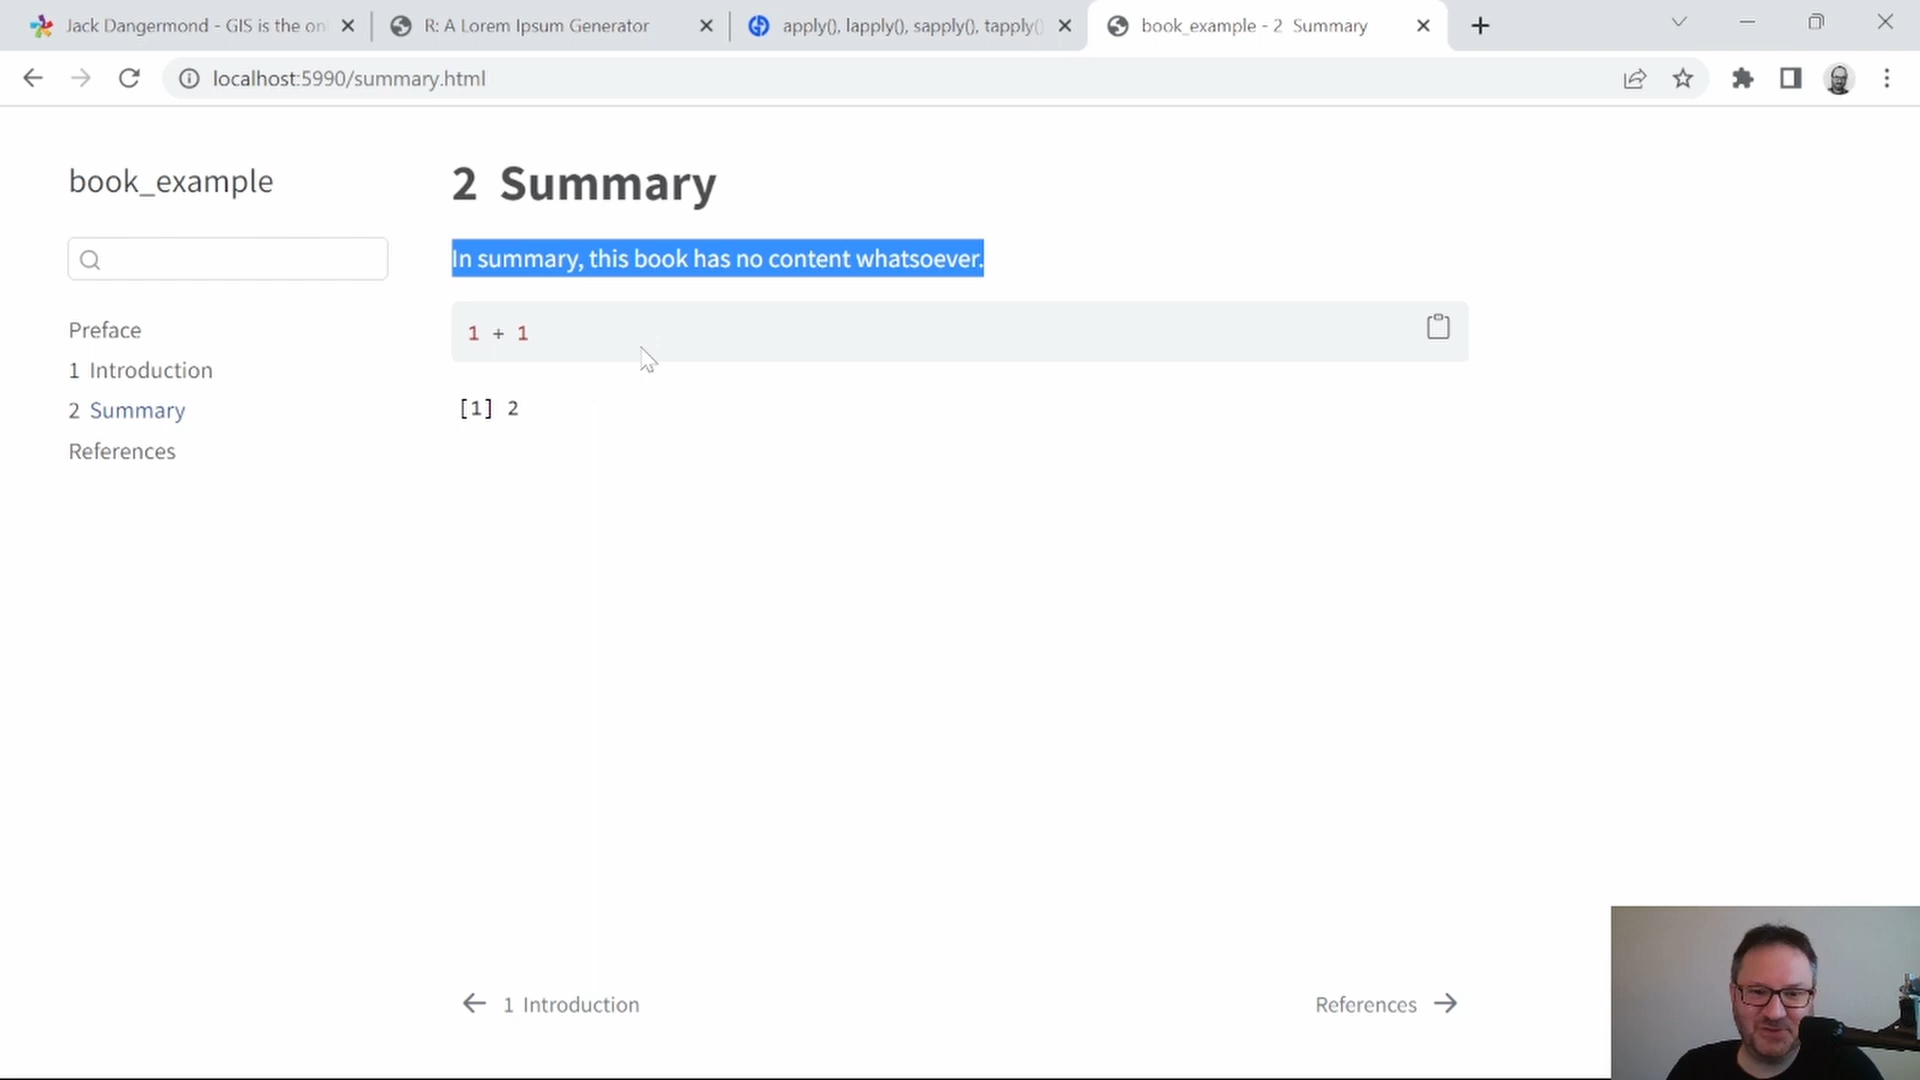 Jack Dangermond - GIS is the on
R: A Lorem Ipsum Generator
apply(), lapply(), sapply(), tapply()
book_example - 2 Summary
localhost:5990/summary.html
book_example
Preface
1 Introduction
2 Summary
References
2 Summary
In summary, this book has no content whatsoever.
1 + 1
[1] 2
1 Introduction
References